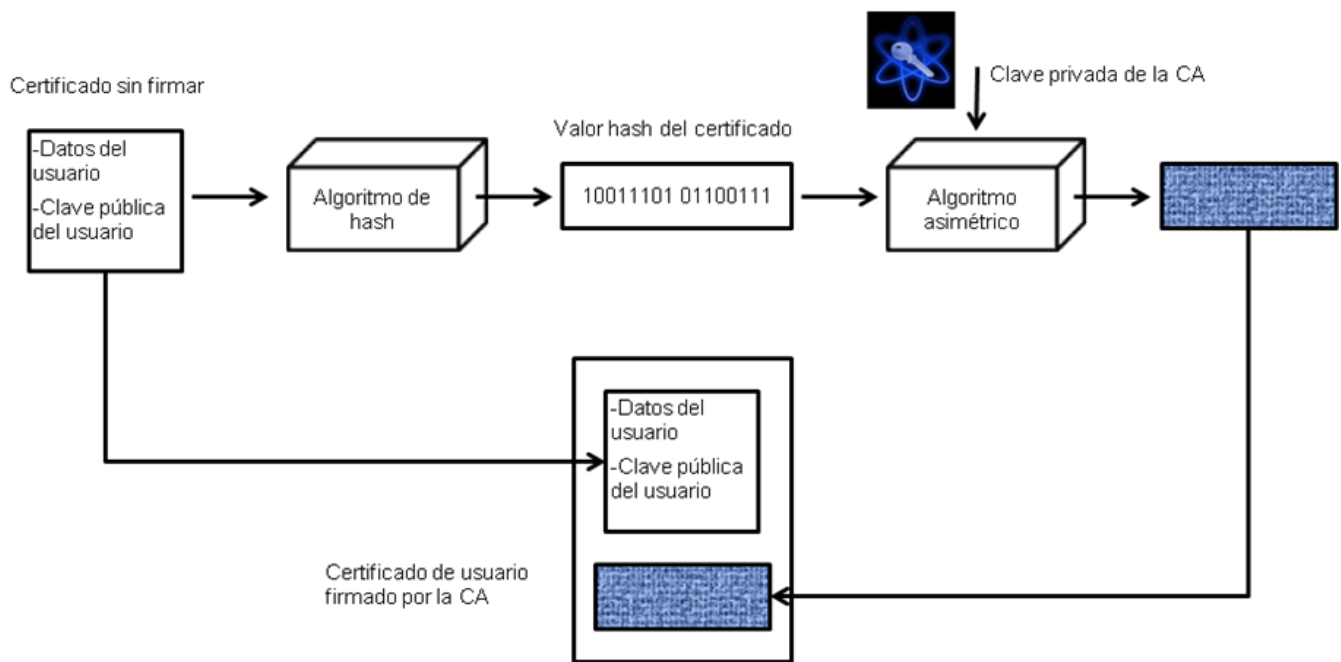 Clave privada de la CA
Certificado sin firmar
Valor hash del certificado
-Datos del
usuario
-Clave pública
del usuario
Algoritmo de
hash
10011101 01100111
Algoritmo
asimétrico
-Datos del
usuario
-Clave pública
del usuario
Certificado de usuario
firmado por la CA